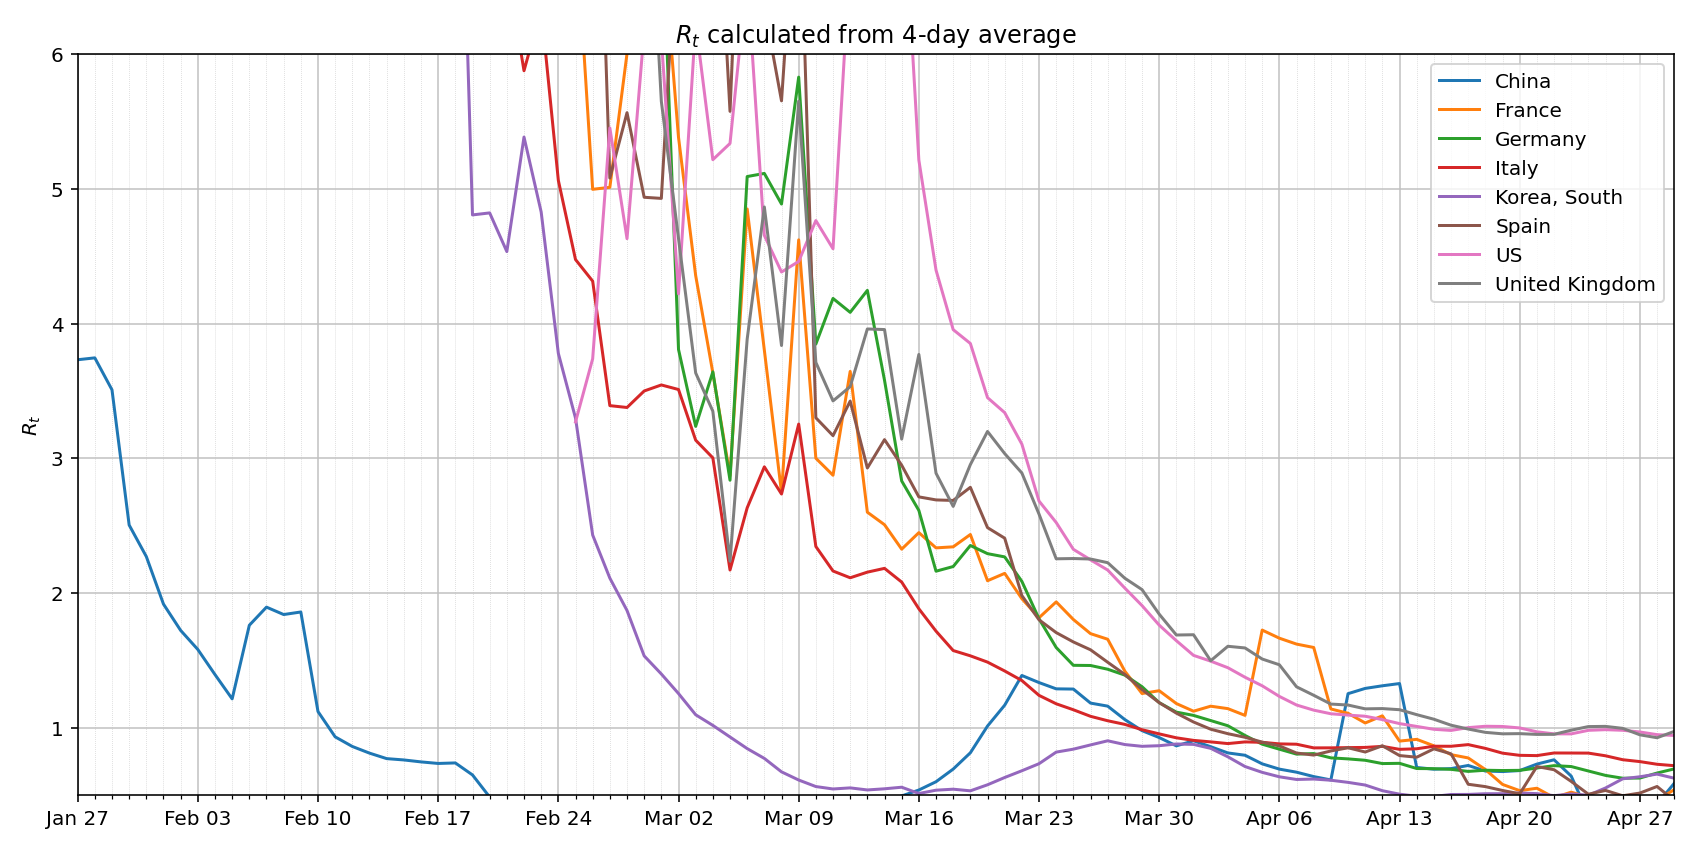 Rt calculated from 4-day average
6
5
4
3
2
1
Rt
China
France
Germany
Italy
Korea, South
Spain
US
United Kingdom
Jan 27 Feb 03 Feb 10 Feb 17 Feb 24 Mar 02 Mar 09 Mar 16 Mar 23 Mar 30 Apr 06 Apr 13 Apr 20 Apr 27